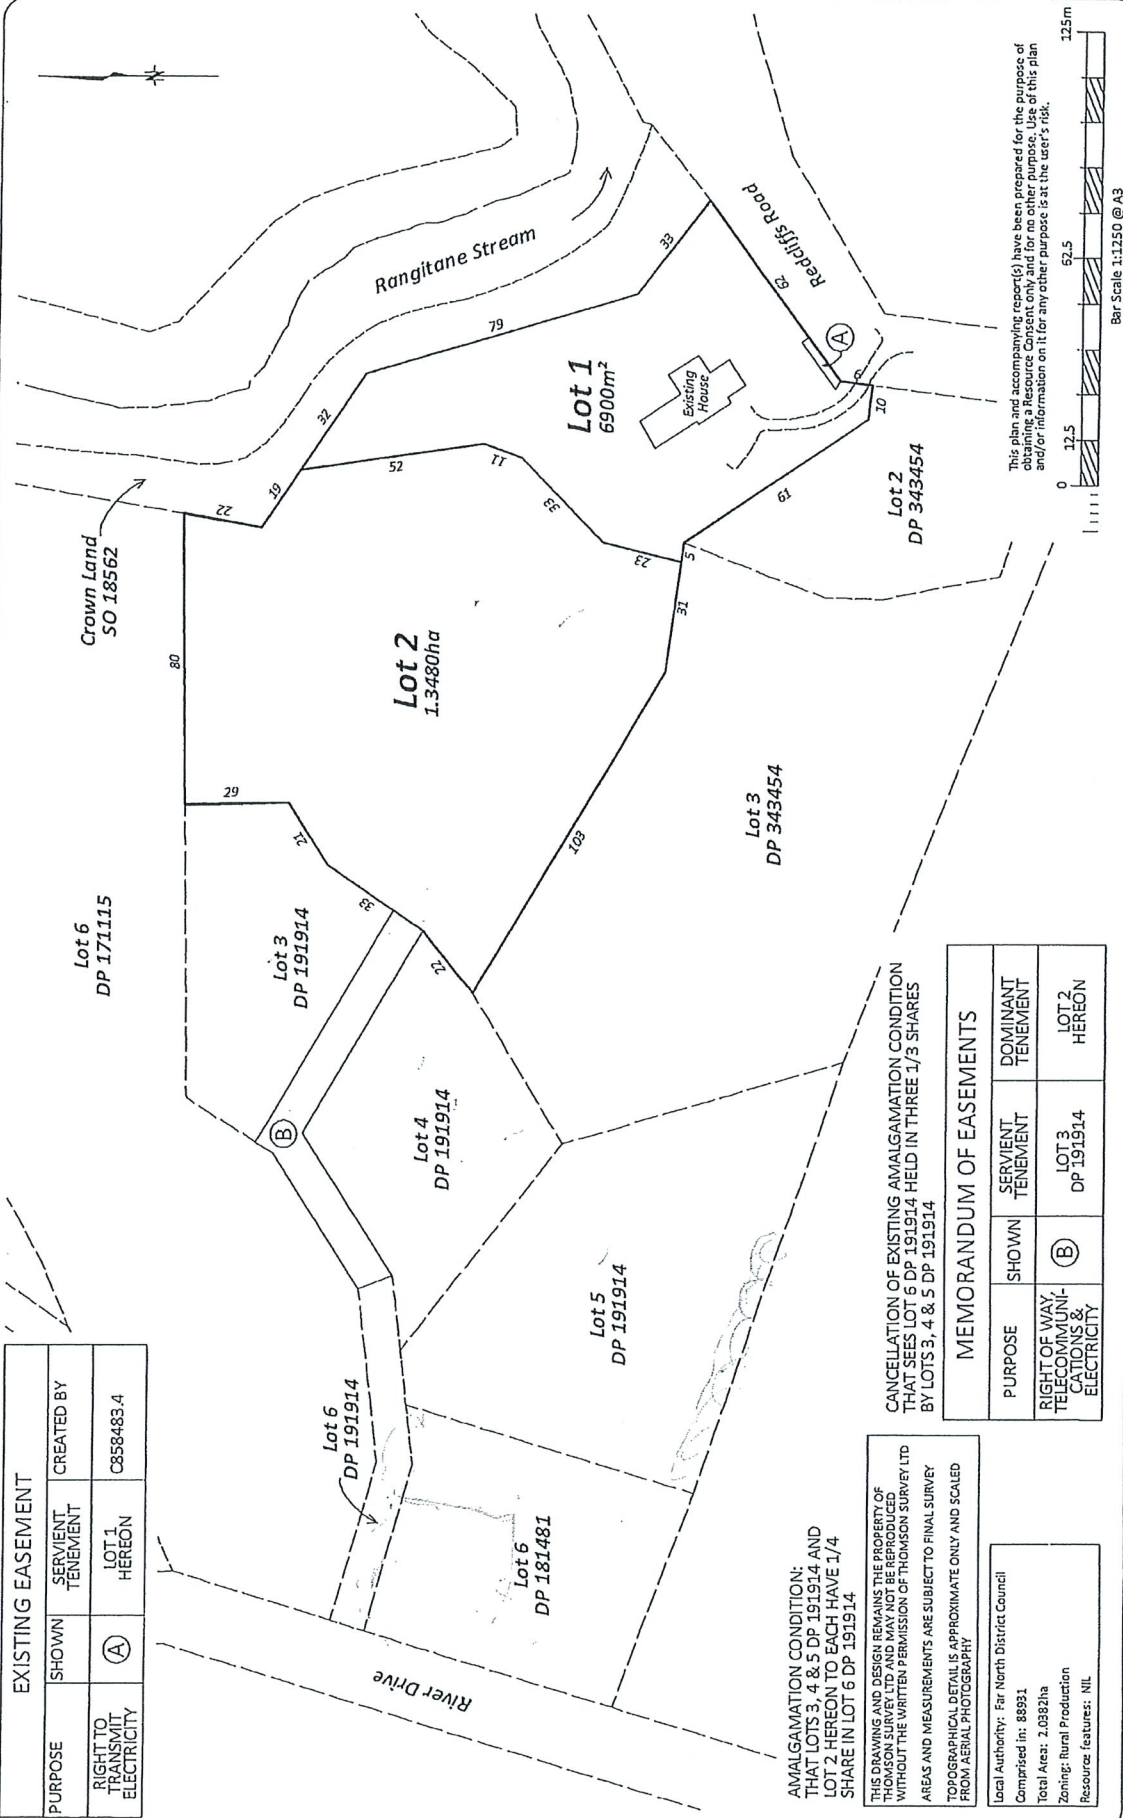 EXISTING EASEMENT
PURPOSE
SHOWN
SERVIENT
TENEMENT
CREATED BY
RIGHT TO
TRANSMIT
ELECTRICITY
A
LOT 1
HEREON
C858483.4
Lot 6
DP 171115
Crown Land
SO 18562
N
Rangitane Stream
80
22
19
32
79
33
29
21
33
22
52
11
33
23
5
31
103
61
10
6
62
Lot 3
DP 191914
Lot 2
1.3480ha
Lot 1
6900m²
Existing
House
Redcliffs Road
A
B
Lot 6
DP 191914
Lot 4
DP 191914
Lot 3
DP 343454
Lot 2
DP 343454
River Drive
Lot 6
DP 181481
Lot 5
DP 191914
AMALGAMATION CONDITION:
THAT LOTS 3, 4 & 5 DP 191914 AND
LOT 2 HEREON TO EACH HAVE 1/4
SHARE IN LOT 6 DP 191914
THIS DRAWING AND DESIGN REMAINS THE PROPERTY OF
THOMSON SURVEY LTD AND MAY NOT BE REPRODUCED
WITHOUT THE WRITTEN PERMISSION OF THOMSON SURVEY LTD
AREAS AND MEASUREMENTS ARE SUBJECT TO FINAL SURVEY
TOPOGRAPHICAL DETAIL IS APPROXIMATE ONLY AND SCALED
FROM AERIAL PHOTOGRAPHY
Local Authority: Far North District Council
Comprised in: 88931
Total Area: 2.0382ha
Zoning: Rural Production
Resource features: NIL
CANCELLATION OF EXISTING AMALGAMATION CONDITION
THAT SEES LOT 6 DP 191914 HELD IN THREE 1/3 SHARES
BY LOTS 3, 4 & 5 DP 191914
MEMORANDUM OF EASEMENTS
PURPOSE
SHOWN
SERVIENT
TENEMENT
DOMINANT
TENEMENT
RIGHT OF WAY,
TELECOMMUNI-
CATIONS &
ELECTRICITY
B
LOT 3
DP 191914
LOT 2
HEREON
This plan and accompanying report(s) have been prepared for the purpose of
obtaining a Resource Consent only and for no other purpose. Use of this plan
and/or information on it for any other purpose is at the user's risk.
0 12.5 62.5 125m
Bar Scale 1:1250 @ A3